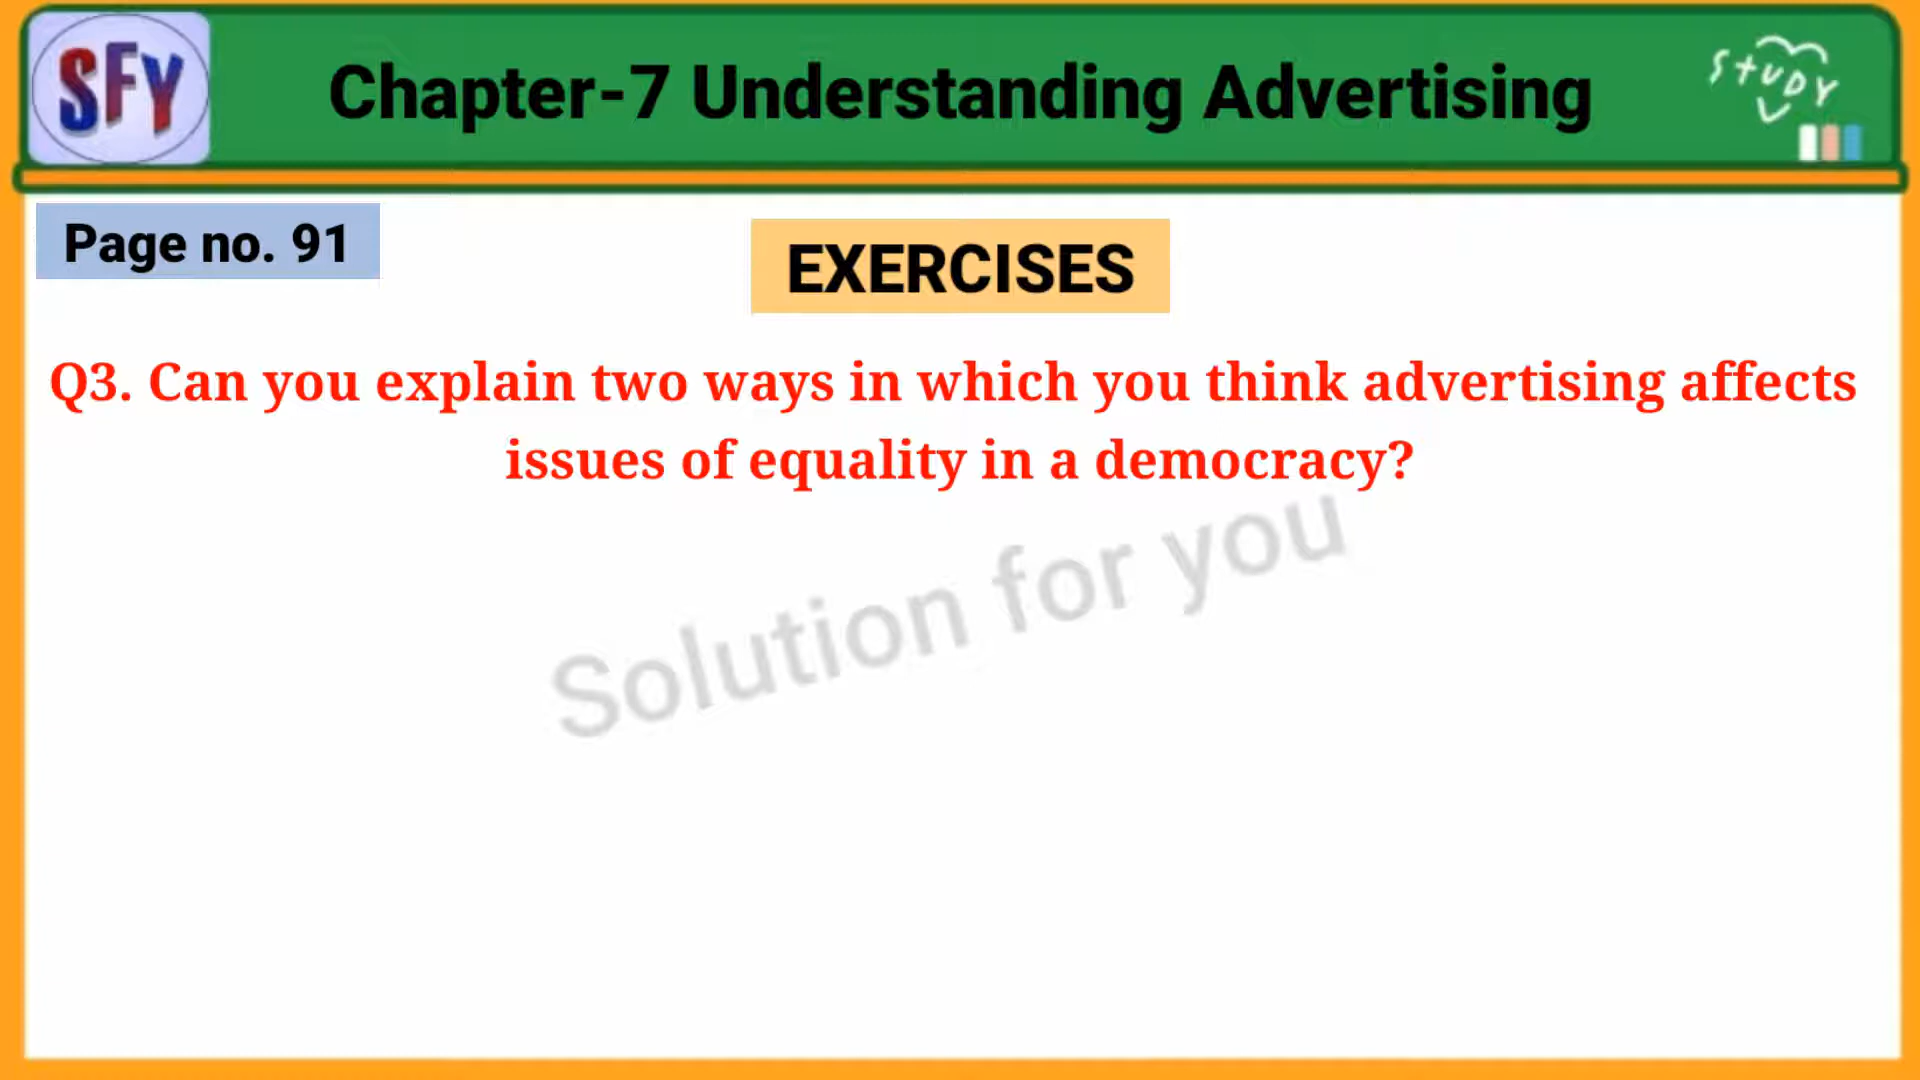 SFY
Chapter-7 Understanding Advertising
STUDY
Page no. 91
EXERCISES
Q3. Can you explain two ways in which you think advertising affects
issues of equality in a democracy?
Solution for you